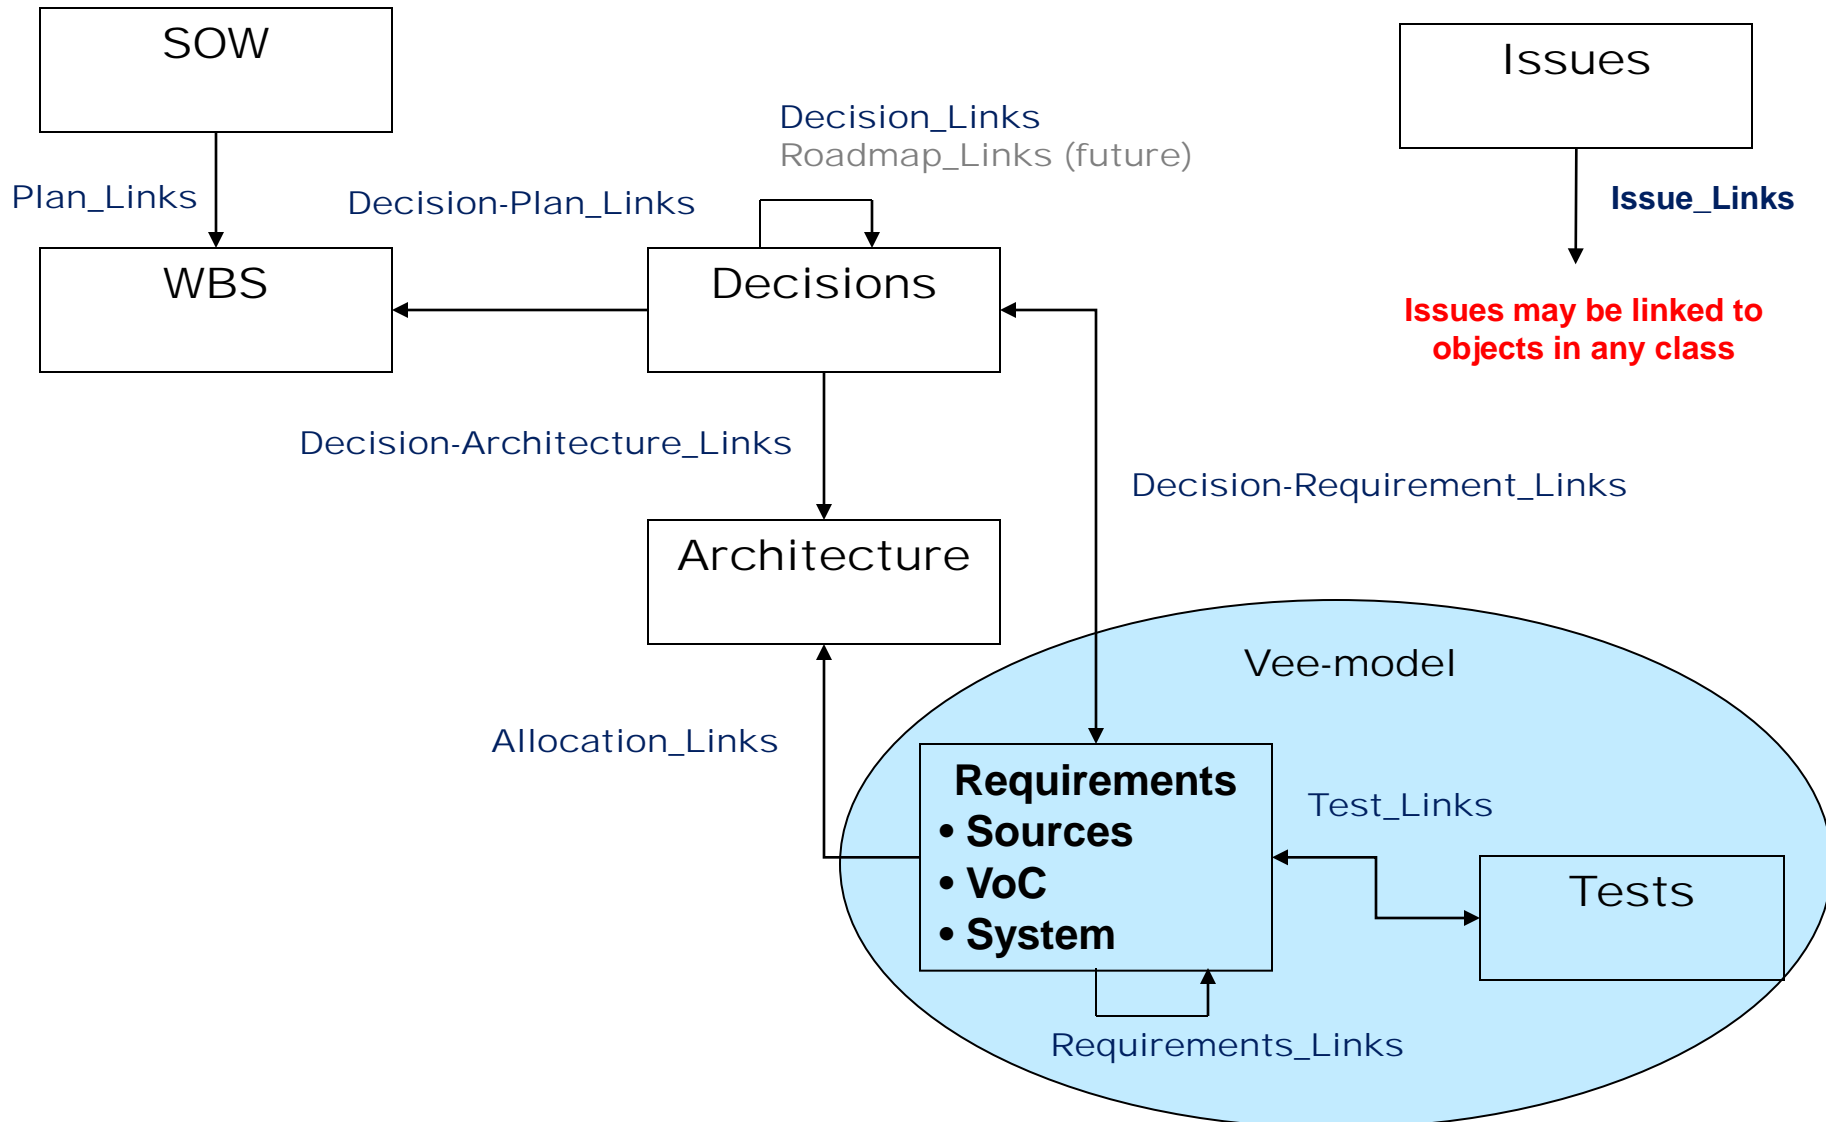 SOW
Issues
Decision_Links
Roadmap_Links (future)
Plan_Links
Decision-Plan_Links
Issue_Links
WBS
Decisions
Issues may be linked to
objects in any class
Decision-Architecture_Links
Decision-Requirement_Links
Architecture
Vee-model
Allocation_Links
Requirements
• Sources
• VoC
• System
Test_Links
Tests
Requirements_Links